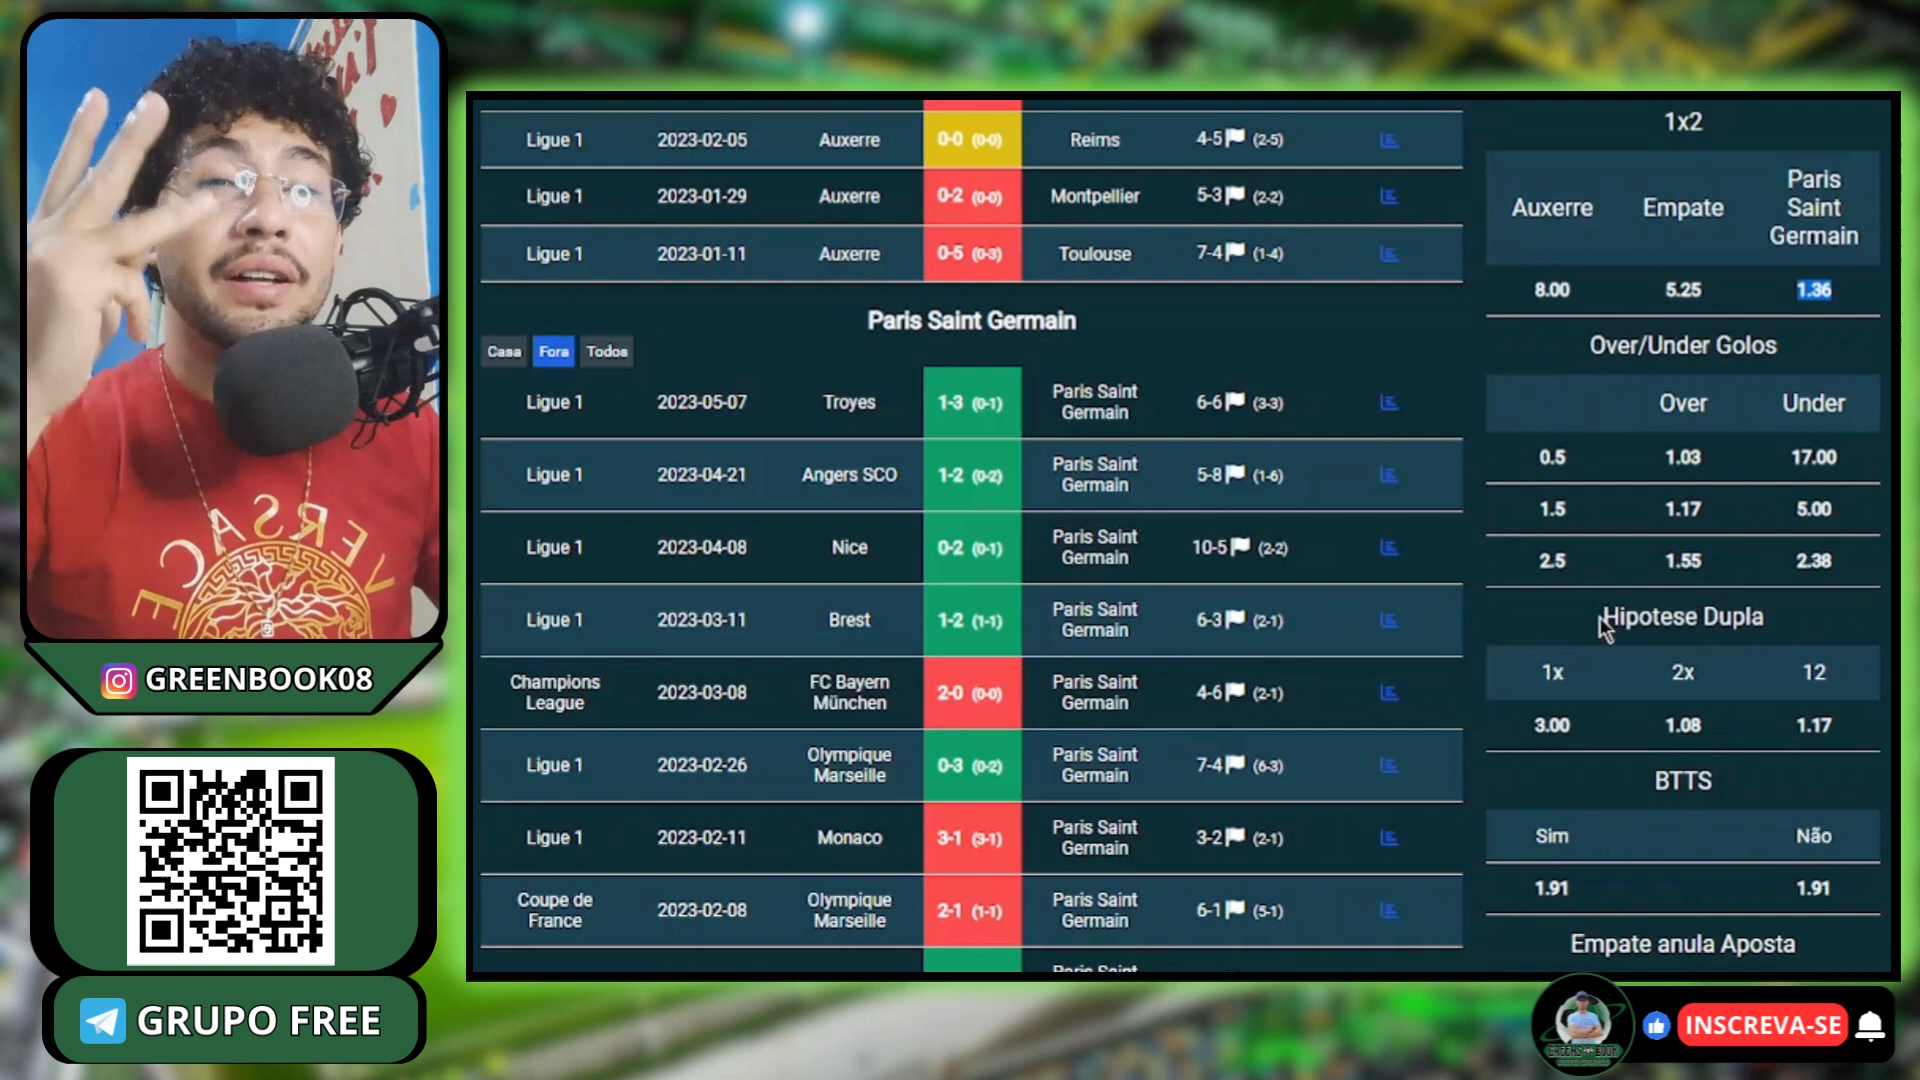 VERSACE
GREENBOOK08
GRUPO FREE
Ligue 1 2023-02-05 Auxerre 0-0 (0-0) Reims 4-5 (2-5)
Ligue 1 2023-01-29 Auxerre 0-2 (0-0) Montpellier 5-3 (2-2)
Ligue 1 2023-01-11 Auxerre 0-5 (0-3) Toulouse 7-4 (1-4)
Paris Saint Germain
Casa Fora Todos
Ligue 1 2023-05-07 Troyes 1-3 (0-1) Paris Saint Germain 6-6 (3-3)
Ligue 1 2023-04-21 Angers SCO 1-2 (0-2) Paris Saint Germain 5-8 (1-6)
Ligue 1 2023-04-08 Nice 0-2 (0-1) Paris Saint Germain 10-5 (2-2)
Ligue 1 2023-03-11 Brest 1-2 (1-1) Paris Saint Germain 6-3 (2-1)
Champions League 2023-03-08 FC Bayern München 2-0 (0-0) Paris Saint Germain 4-6 (2-1)
Ligue 1 2023-02-26 Olympique Marseille 0-3 (0-2) Paris Saint Germain 7-4 (6-3)
Ligue 1 2023-02-11 Monaco 3-1 (3-1) Paris Saint Germain 3-2 (2-1)
Coupe de France 2023-02-08 Olympique Marseille 2-1 (1-1) Paris Saint Germain 6-1 (5-1)
Paris Saint
1x2
Auxerre Empate Paris Saint Germain
8.00 5.25 1.36
Over/Under Golos
Over Under
0.5 1.03 17.00
1.5 1.17 5.00
2.5 1.55 2.38
Hipotese Dupla
1x 2x 12
3.00 1.08 1.17
BTTS
Sim Não
1.91 1.91
Empate anula Aposta
INSCREVA-SE